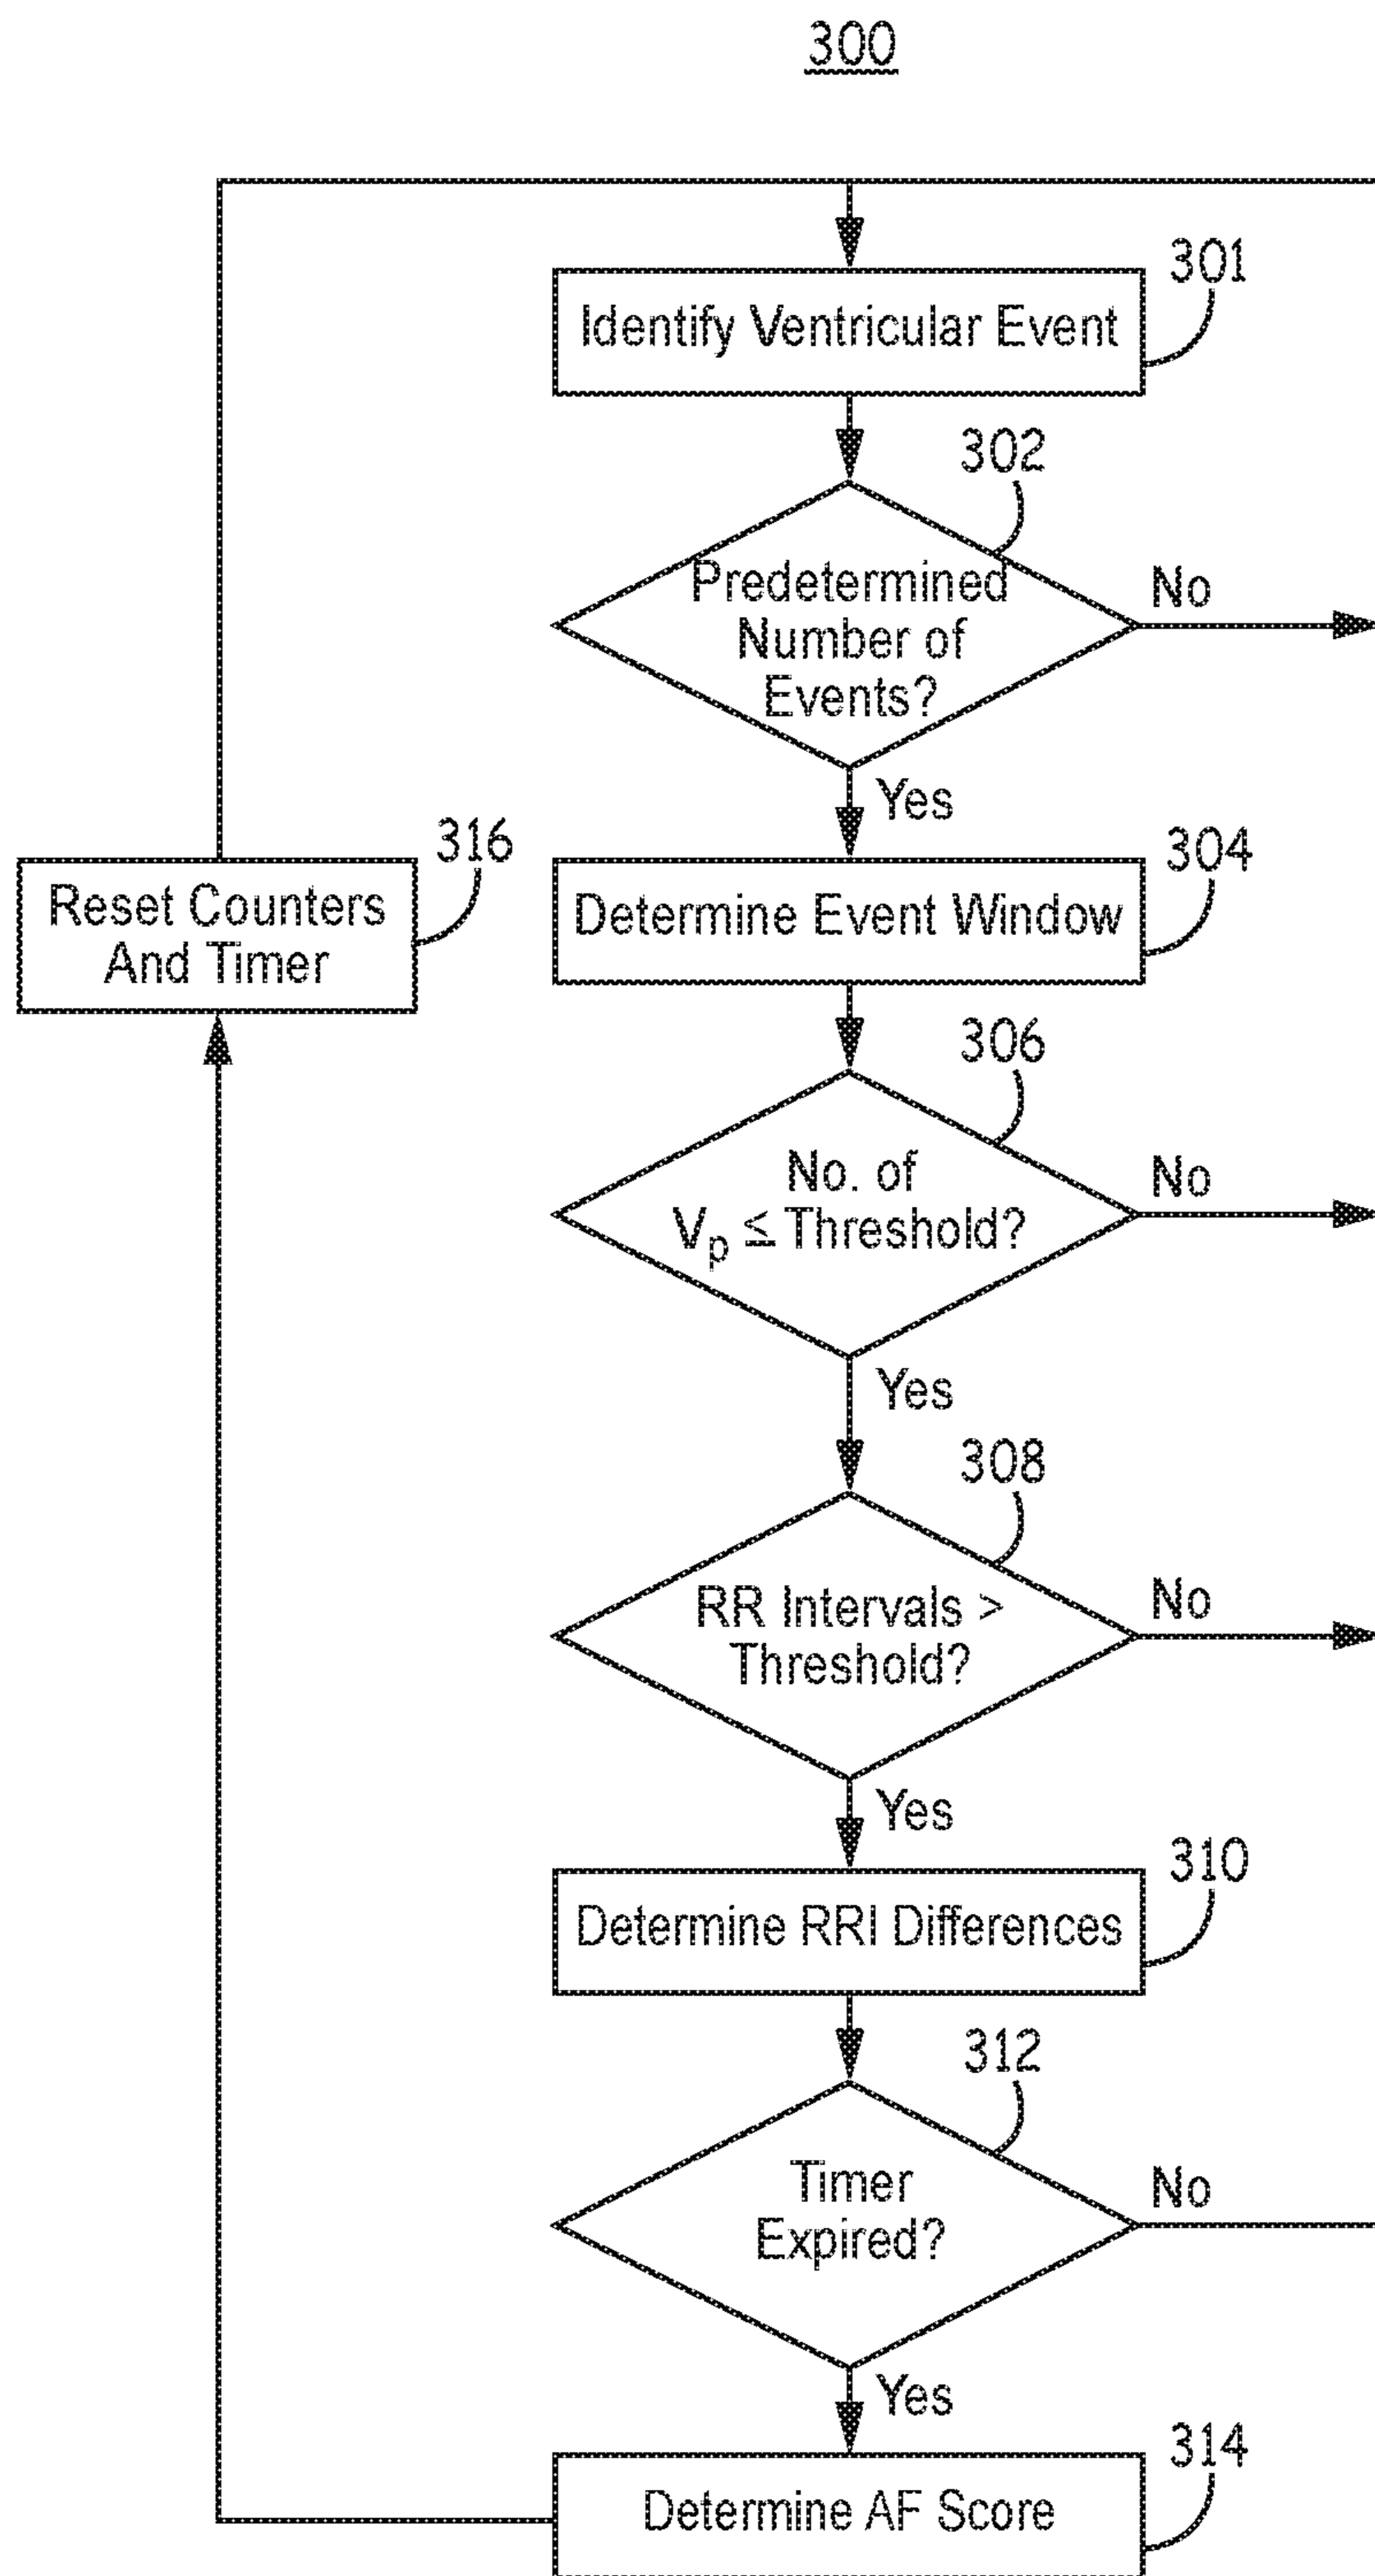 300
301
Identify Ventricular Event
302
Predetermined
Number of
Events?
No
Yes
316
Reset Counters
And Timer
304
Determine Event Window
306
No. of
Vp ≤ Threshold?
No
Yes
308
RR Intervals >
Threshold?
No
Yes
310
Determine RRI Differences
312
Timer
Expired?
No
Yes
314
Determine AF Score